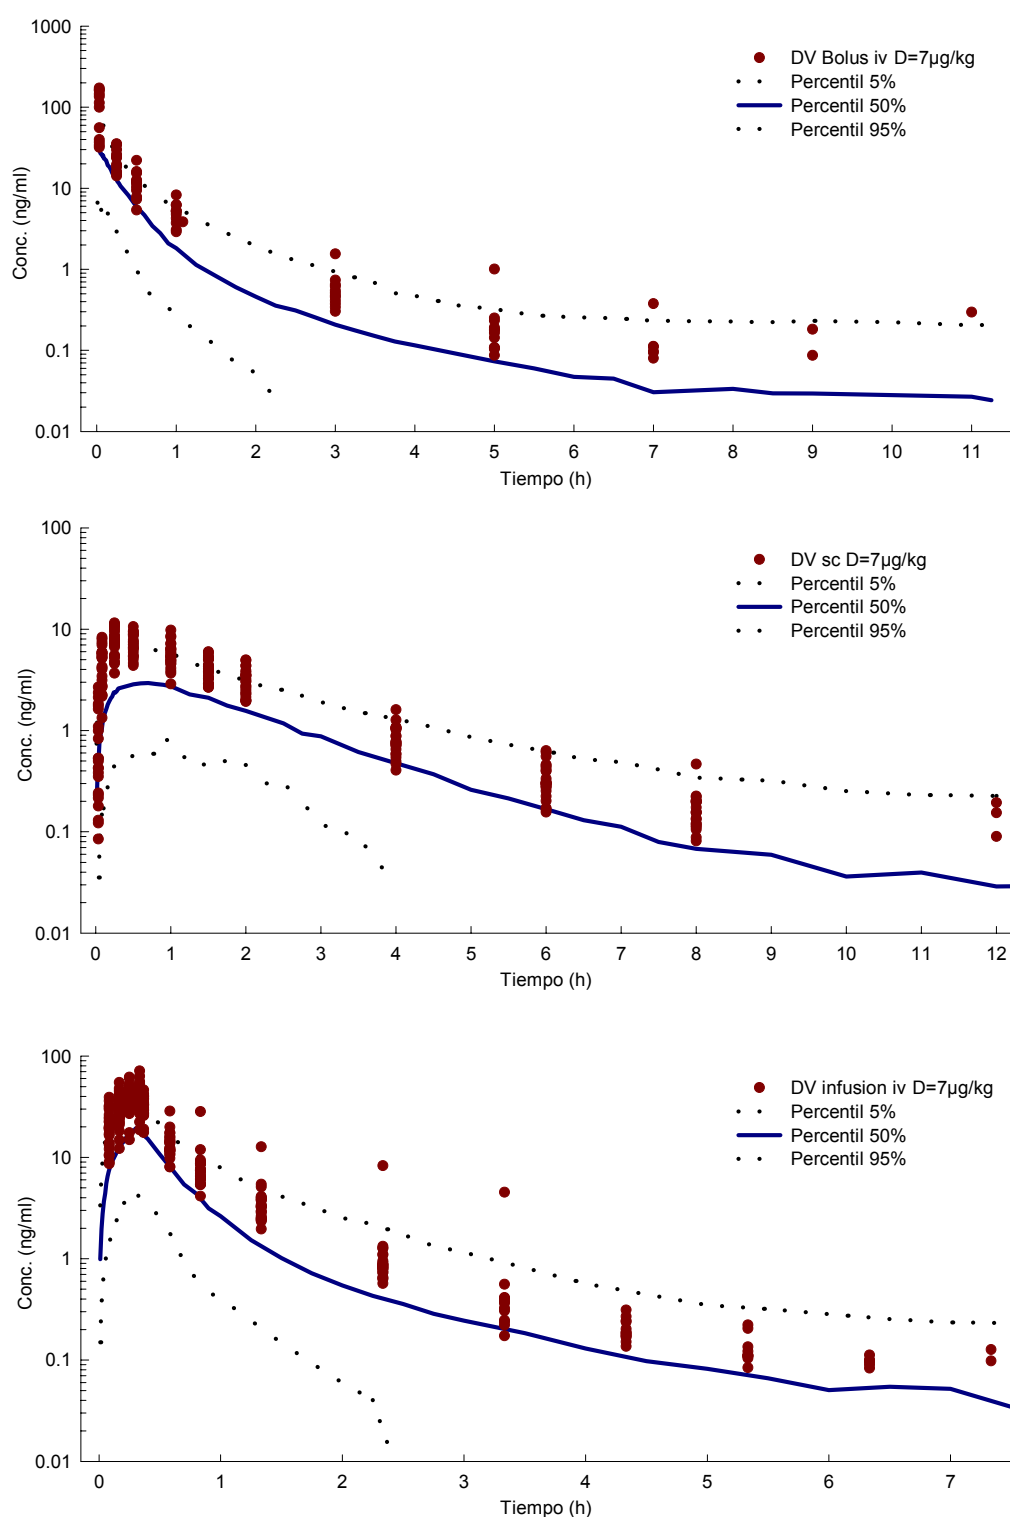 1000
100
10
1
0.1
0.01
Conc. (ng/ml)
DV Bolus iv D=7µg/kg
Percentil 5%
Percentil 50%
Percentil 95%
0 1 2 3 4 5 6 7 8 9 10 11
Tiempo (h)
100
10
1
0.1
0.01
Conc. (ng/ml)
DV sc D=7µg/kg
Percentil 5%
Percentil 50%
Percentil 95%
0 1 2 3 4 5 6 7 8 9 10 11 12
Tiempo (h)
100
10
1
0.1
0.01
Conc. (ng/ml)
DV infusion iv D=7µg/kg
Percentil 5%
Percentil 50%
Percentil 95%
0 1 2 3 4 5 6 7
Tiempo (h)